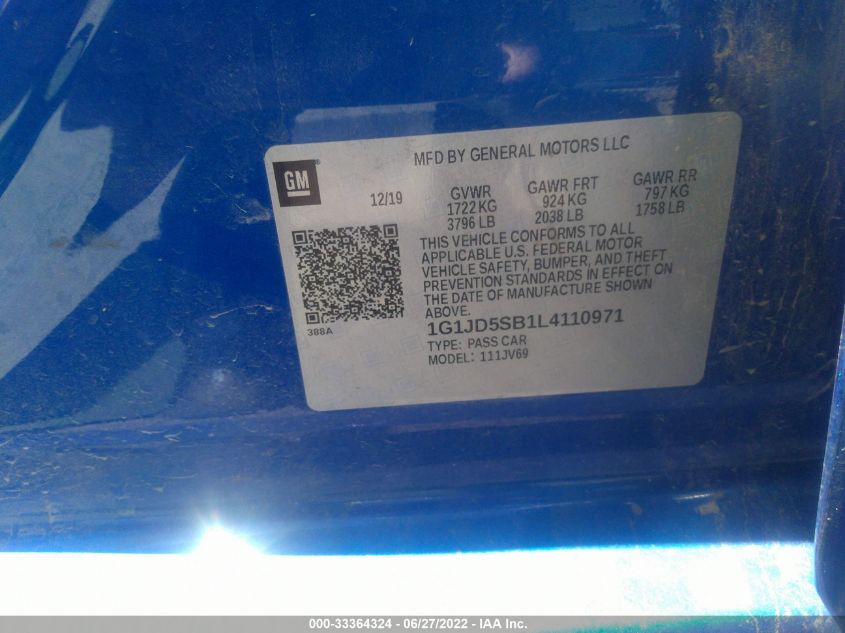 MFD BY GENERAL MOTORS LLC
GM®
12/19
GVWR
1722 KG
3796 LB
GAWR FRT
924 KG
2038 LB
GAWR RR
797 KG
1758 LB
THIS VEHICLE CONFORMS TO ALL
APPLICABLE U.S. FEDERAL MOTOR
VEHICLE SAFETY, BUMPER, AND THEFT
PREVENTION STANDARDS IN EFFECT ON
THE DATE OF MANUFACTURE SHOWN
ABOVE.
388A
1G1JD5SB1L4110971
TYPE: PASS CAR
MODEL: 111JV69
000-33364324 - 06/27/2022 - IAA Inc.